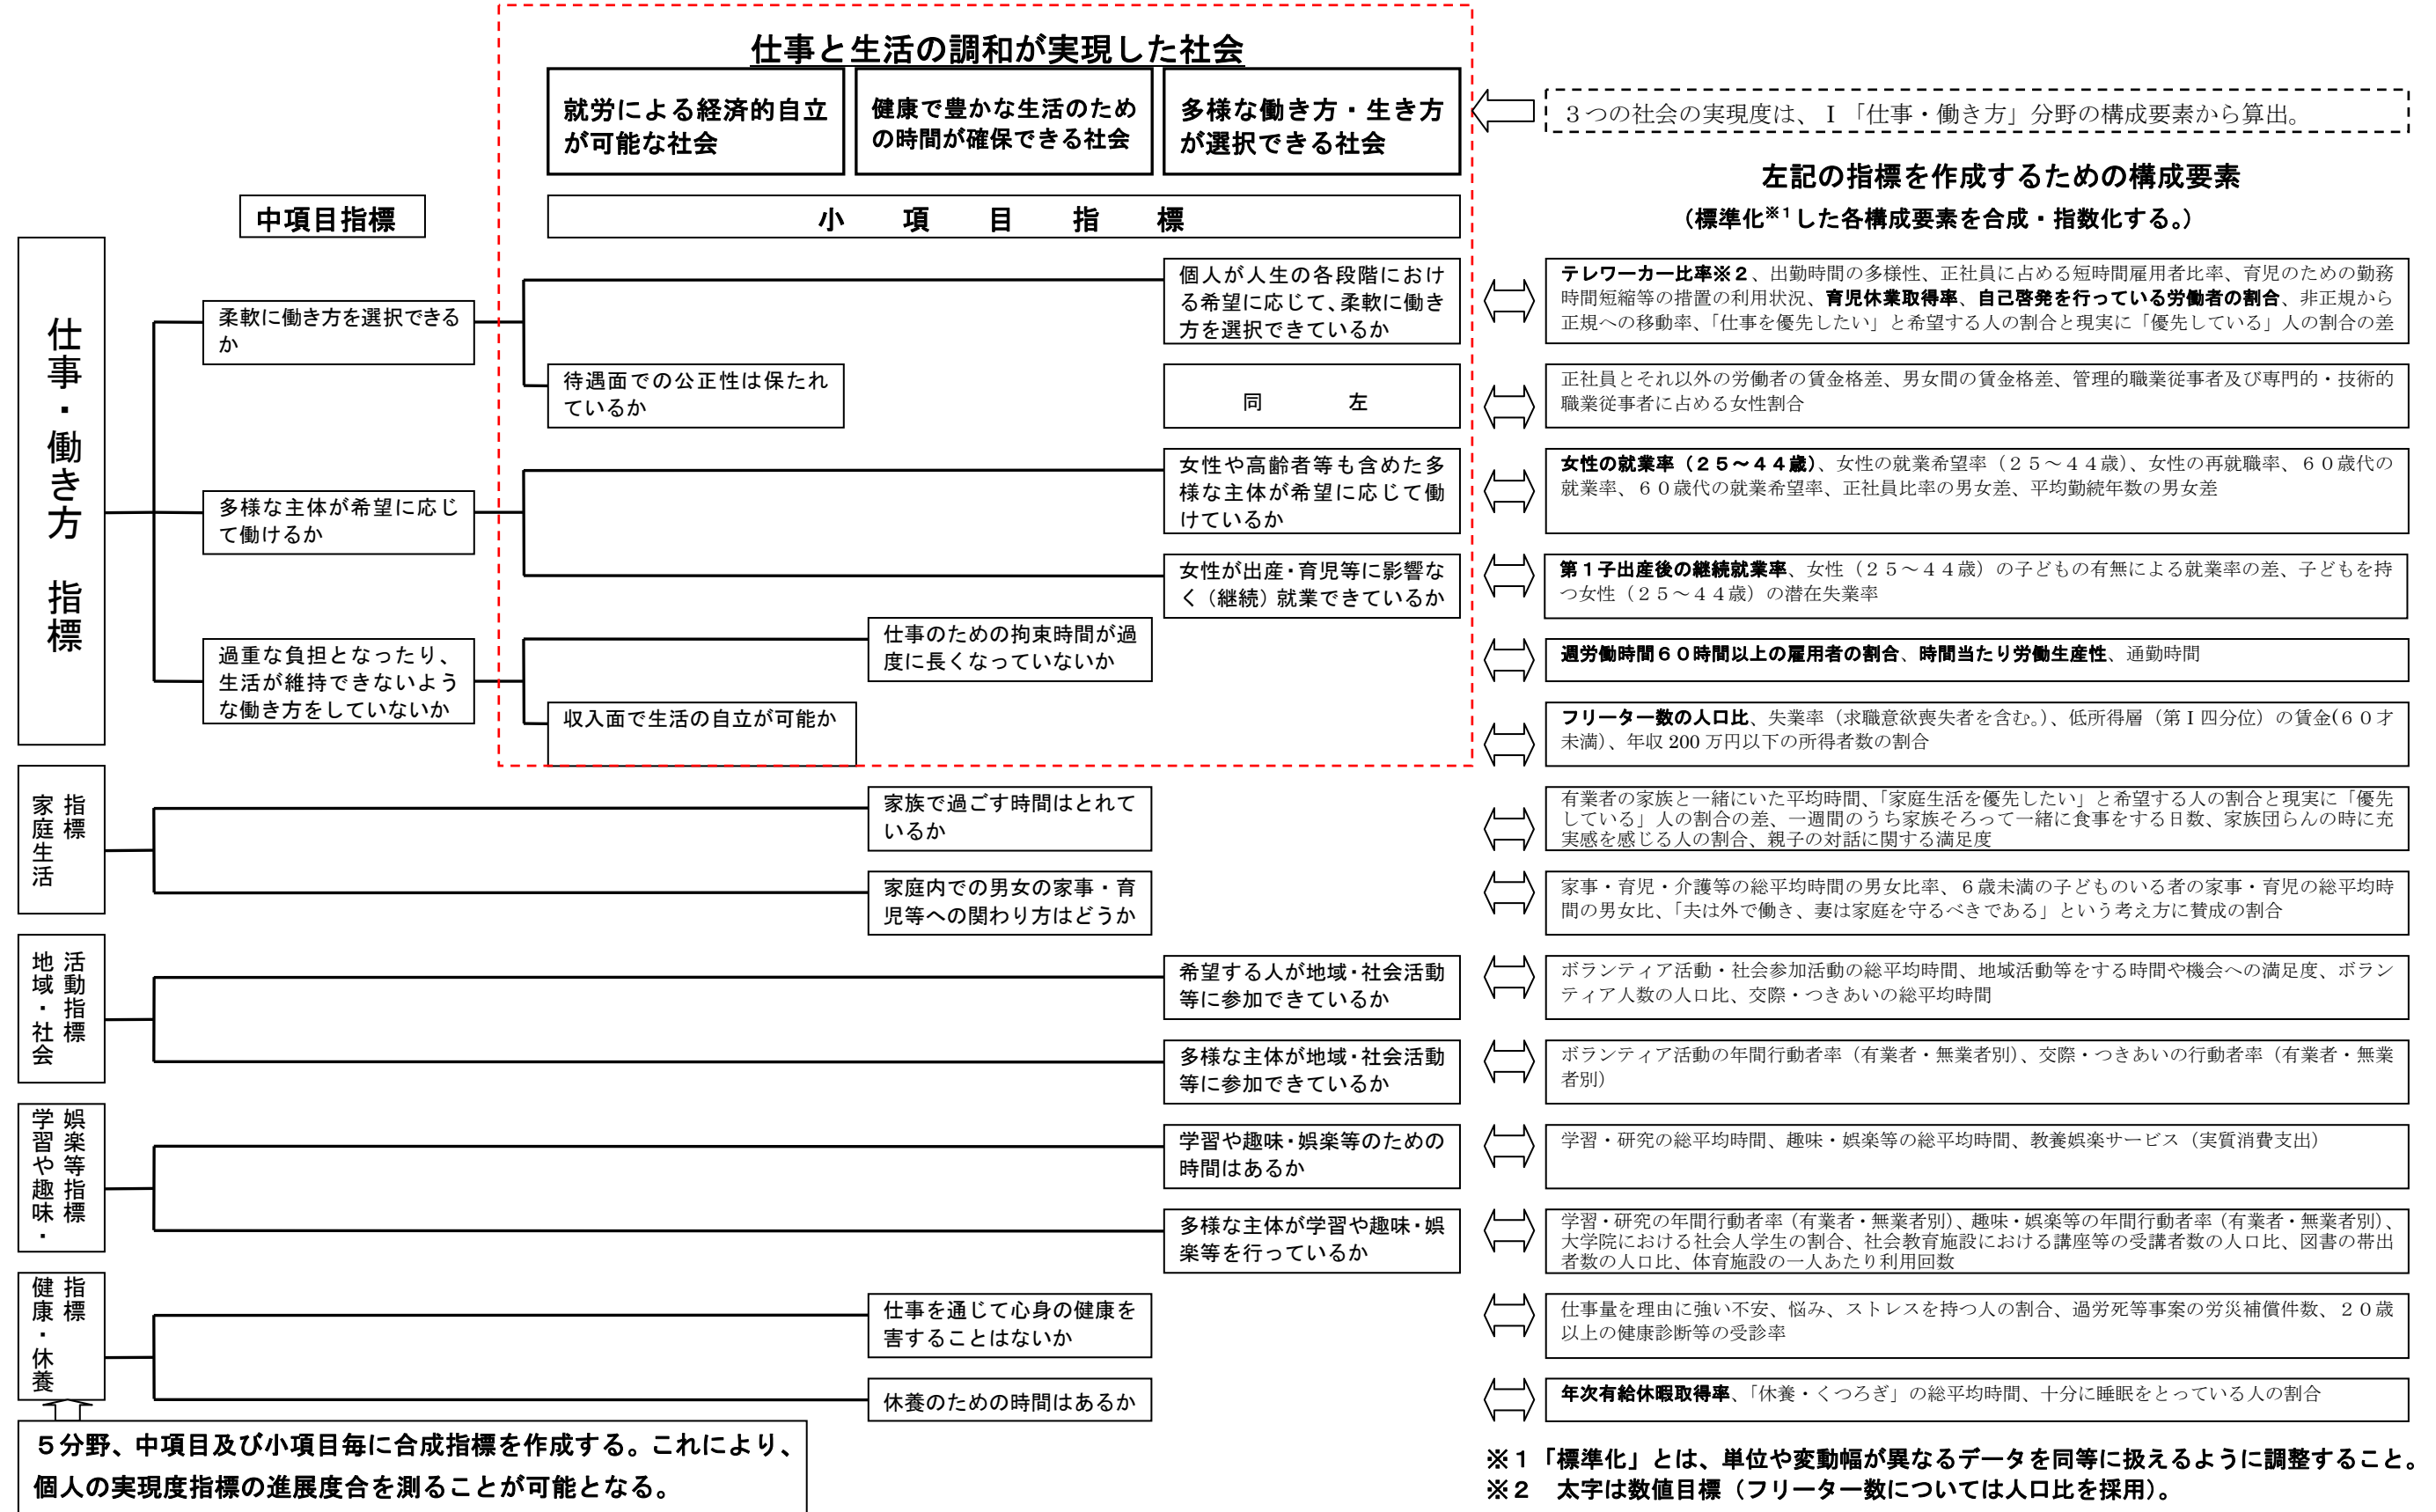 仕事と生活の調和が実現した社会
就労による経済的自立
が可能な社会
健康で豊かな生活のため
の時間が確保できる社会
多様な働き方・生き方
が選択できる社会
３つの社会の実現度は、Ⅰ「仕事・働き方」分野の構成要素から算出。
左記の指標を作成するための構成要素
（標準化※１した各構成要素を合成・指数化する。）
中項目指標
小項目指標
仕事・働き方　指標
柔軟に働き方を選択できる
か
個人が人生の各段階におけ
る希望に応じて、柔軟に働き
方を選択できているか
テレワーカー比率※２、出勤時間の多様性、正社員に占める短時間雇用者比率、育児のための勤務
時間短縮等の措置の利用状況、育児休業取得率、自己啓発を行っている労働者の割合、非正規から
正規への移動率、「仕事を優先したい」と希望する人の割合と現実に「優先している」人の割合の差
待遇面での公正性は保たれ
ているか
同　左
正社員とそれ以外の労働者の賃金格差、男女間の賃金格差、管理的職業従事者及び専門的・技術的
職業従事者に占める女性割合
多様な主体が希望に応じ
て働けるか
女性や高齢者等も含めた多
様な主体が希望に応じて働
けているか
女性の就業率（２５～４４歳）、女性の就業希望率（２５～４４歳）、女性の再就職率、６０歳代の
就業率、６０歳代の就業希望率、正社員比率の男女差、平均勤続年数の男女差
女性が出産・育児等に影響な
く（継続）就業できているか
第１子出産後の継続就業率、女性（２５～４４歳）の子どもの有無による就業率の差、子どもを持
つ女性（２５～４４歳）の潜在失業率
過重な負担となったり、
生活が維持できないよう
な働き方をしていないか
仕事のための拘束時間が過
度に長くなっていないか
週労働時間６０時間以上の雇用者の割合、時間当たり労働生産性、通勤時間
収入面で生活の自立が可能か
フリーター数の人口比、失業率（求職意欲喪失者を含む。）、低所得層（第Ⅰ四分位）の賃金(６０才
未満)、年収 200 万円以下の所得者数の割合
家庭生活
指標
家族で過ごす時間はとれて
いるか
有業者の家族と一緒にいた平均時間、「家庭生活を優先したい」と希望する人の割合と現実に「優先
している」人の割合の差、一週間のうち家族そろって一緒に食事をする日数、家族団らんの時に充
実感を感じる人の割合、親子の対話に関する満足度
家庭内での男女の家事・育
児等への関わり方はどうか
家事・育児・介護等の総平均時間の男女比率、６歳未満の子どものいる者の家事・育児の総平均時
間の男女比、「夫は外で働き、妻は家庭を守るべきである」という考え方に賛成の割合
地域・社会
活動指標
希望する人が地域・社会活動
等に参加できているか
ボランティア活動・社会参加活動の総平均時間、地域活動等をする時間や機会への満足度、ボラン
ティア人数の人口比、交際・つきあいの総平均時間
多様な主体が地域・社会活動
等に参加できているか
ボランティア活動の年間行動者率（有業者・無業者別）、交際・つきあいの行動者率（有業者・無業
者別）
学習や趣味・
娯楽等指標
学習や趣味・娯楽等のための
時間はあるか
学習・研究の総平均時間、趣味・娯楽等の総平均時間、教養娯楽サービス（実質消費支出）
多様な主体が学習や趣味・娯
楽等を行っているか
学習・研究の年間行動者率（有業者・無業者別）、趣味・娯楽等の年間行動者率（有業者・無業者別）、
大学院における社会人学生の割合、社会教育施設における講座等の受講者数の人口比、図書の帯出
者数の人口比、体育施設の一人あたり利用回数
健康・休養
指標
仕事を通じて心身の健康を
害することはないか
仕事量を理由に強い不安、悩み、ストレスを持つ人の割合、過労死等事案の労災補償件数、２０歳
以上の健康診断等の受診率
休養のための時間はあるか
年次有給休暇取得率、「休養・くつろぎ」の総平均時間、十分に睡眠をとっている人の割合
５分野、中項目及び小項目毎に合成指標を作成する。これにより、
個人の実現度指標の進展度合を測ることが可能となる。
※１「標準化」とは、単位や変動幅が異なるデータを同等に扱えるように調整すること。
※２　太字は数値目標（フリーター数については人口比を採用）。